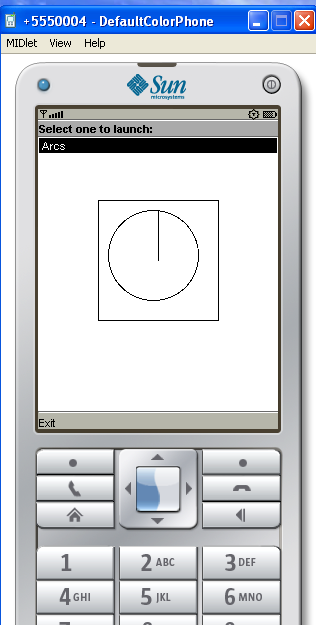 +5550004 - DefaultColorPhone
MIDlet View Help
Sun
microsystems
Select one to launch:
Arcs
Exit
1 2 ABC 3 DEF
4 GHI 5 JKL 6 MNO